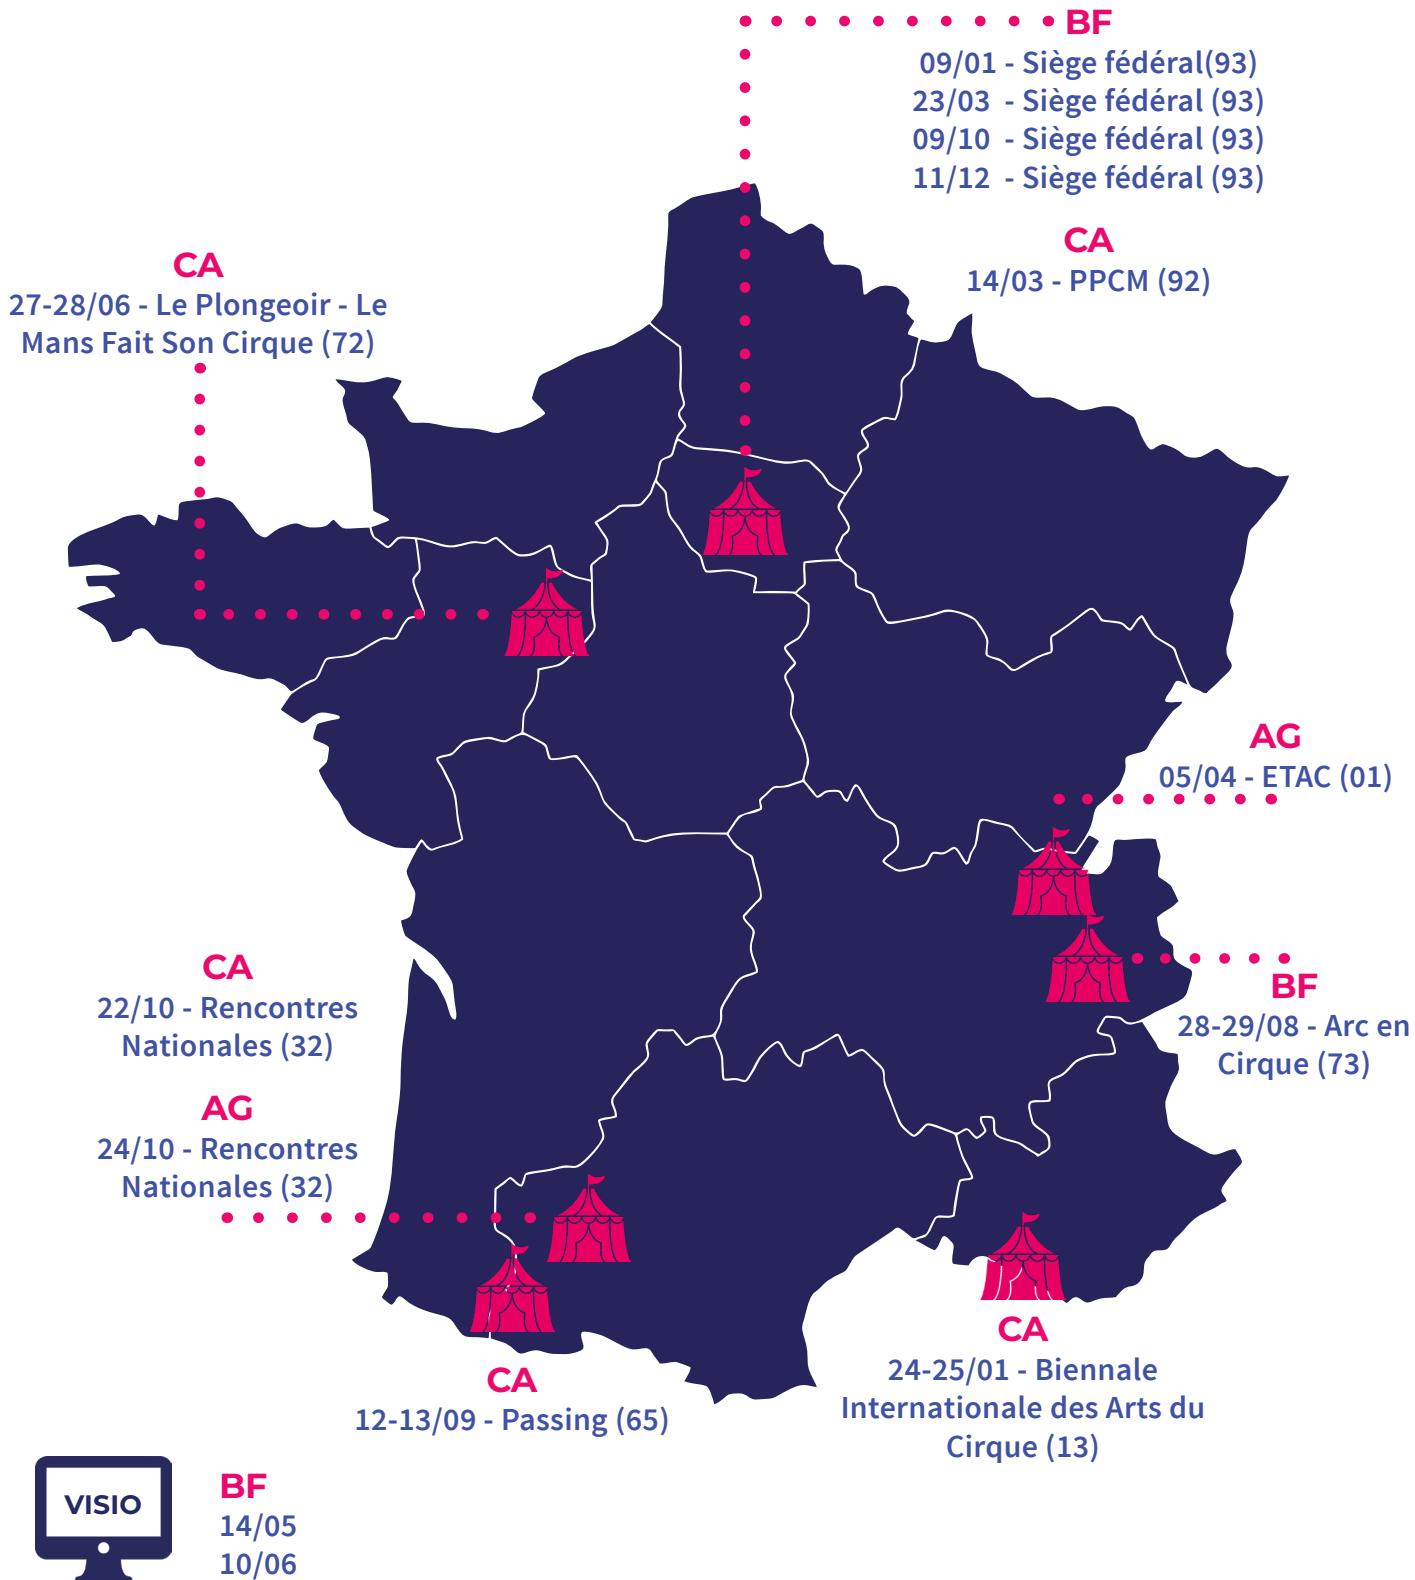 BF
09/01 - Siège fédéral(93)
23/03 - Siège fédéral (93)
09/10 - Siège fédéral (93)
11/12 - Siège fédéral (93)
CA
14/03 - PPCM (92)
CA
27-28/06 - Le Plongeoir - Le
Mans Fait Son Cirque (72)
AG
05/04 - ETAC (01)
BF
28-29/08 - Arc en
Cirque (73)
CA
22/10 - Rencontres
Nationales (32)
AG
24/10 - Rencontres
Nationales (32)
CA
24-25/01 - Biennale
Internationale des Arts du
Cirque (13)
CA
12-13/09 - Passing (65)
VISIO
BF
14/05
10/06